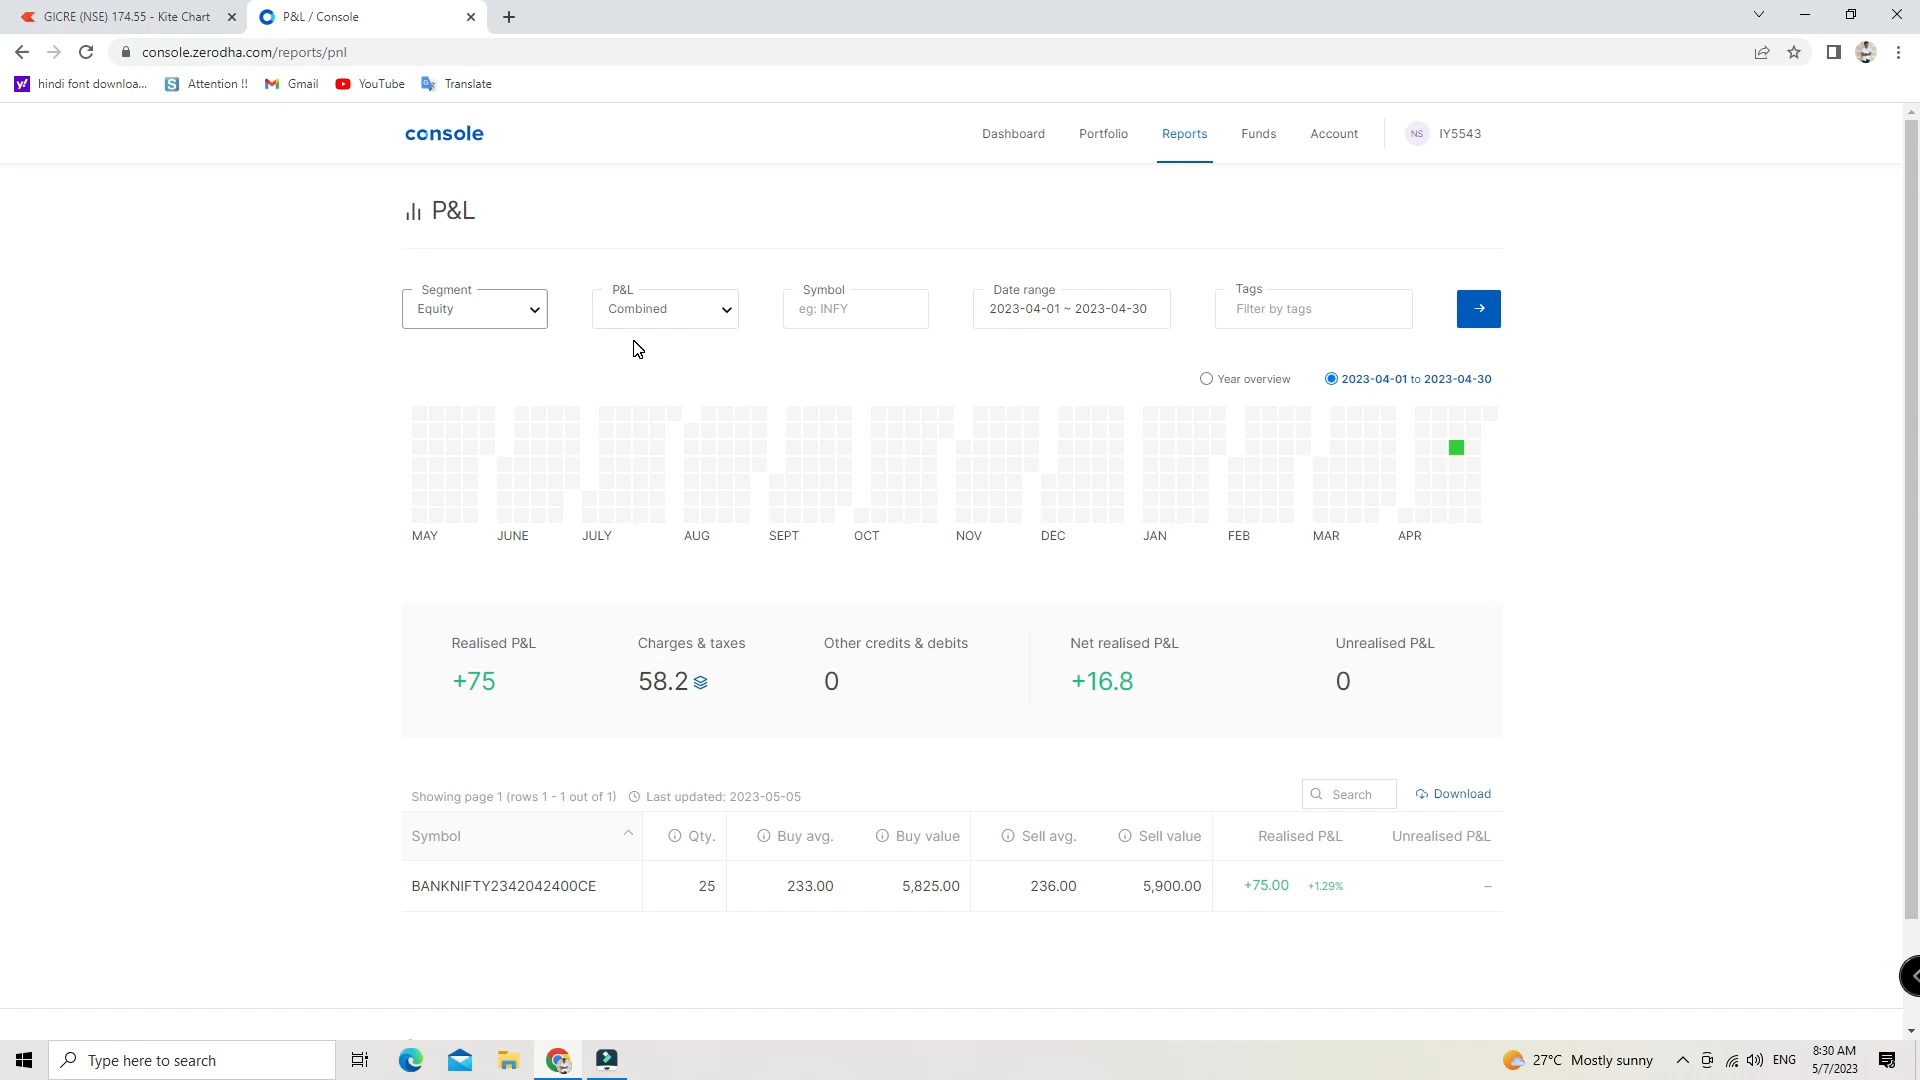 GICRE (NSE) 174.55 - Kite Chart
P&L / Console
console.zerodha.com/reports/pnl
hindi font downloa...
Attention !!
Gmail
YouTube
Translate
console
Dashboard
Portfolio
Reports
Funds
Account
NS
IY5543
P&L
Segment
Equity
P&L
Combined
Symbol
eg: INFY
Date range
2023-04-01 ~ 2023-04-30
Tags
Filter by tags
Year overview
2023-04-01 to 2023-04-30
MAY JUNE JULY AUG SEPT OCT NOV DEC JAN FEB MAR APR
Realised P&L Charges & taxes Other credits & debits Net realised P&L Unrealised P&L
+75 58.2 0 +16.8 0
Showing page 1 (rows 1 - 1 out of 1) Last updated: 2023-05-05
Search
Download
Symbol Qty. Buy avg. Buy value Sell avg. Sell value Realised P&L Unrealised P&L
BANKNIFTY2342042400CE 25 233.00 5,825.00 236.00 5,900.00 +75.00 +1.29% –
Type here to search
27°C Mostly sunny
ENG
8:30 AM
5/7/2023